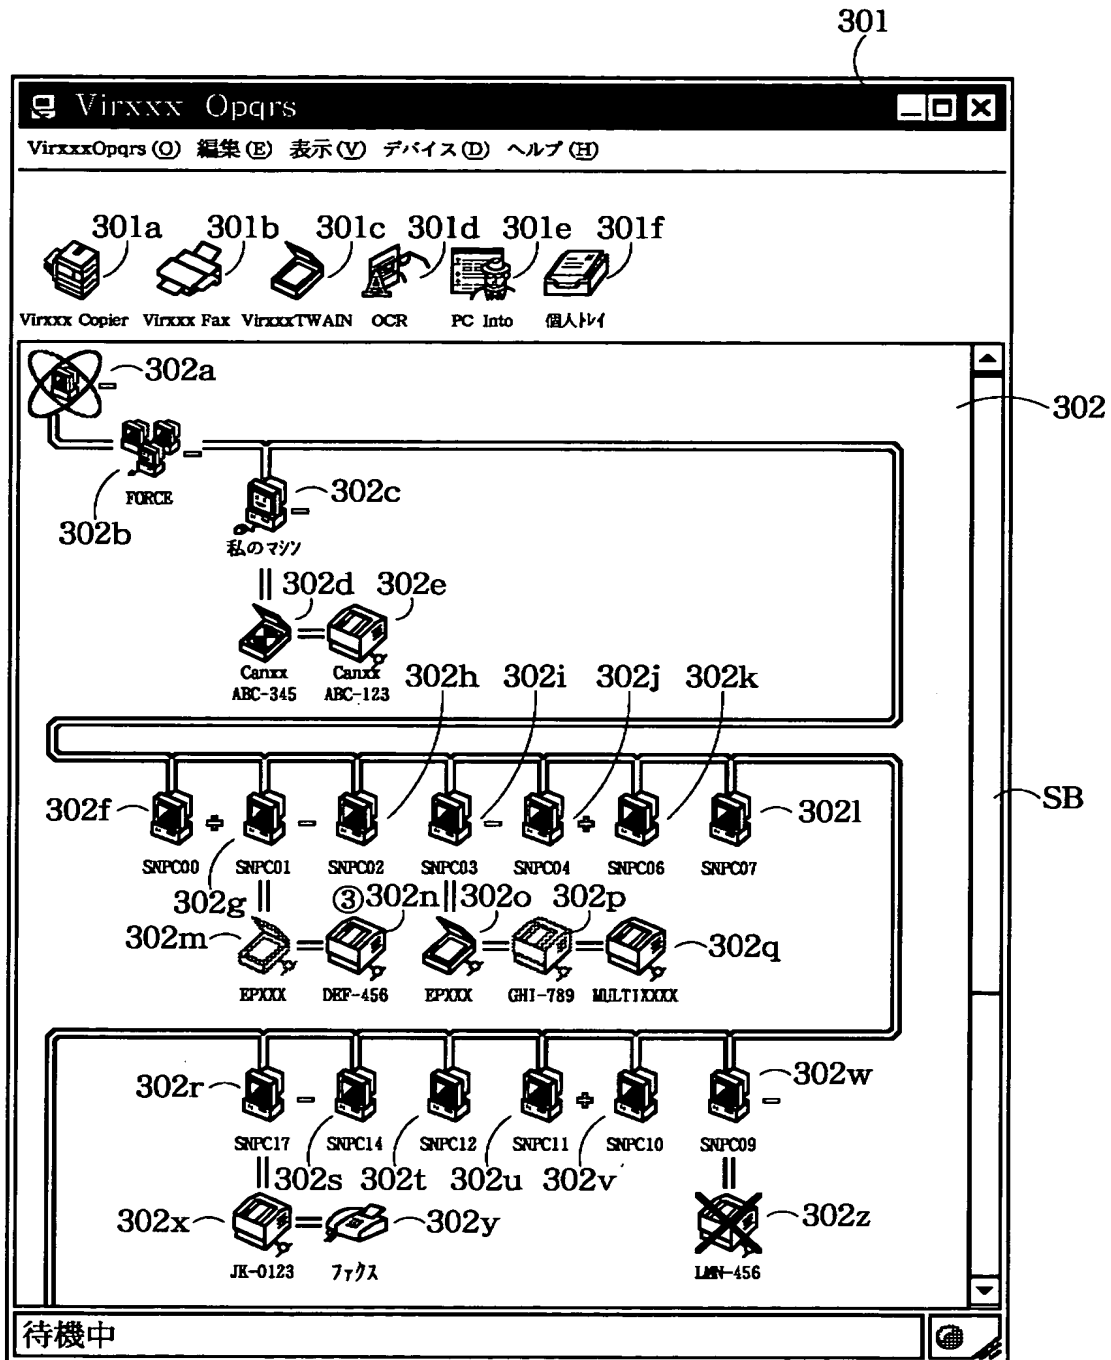 301
Virxxx Opqrs
VirxxxOpqrs(O) 編集(E) 表示(V) デバイス(D) ヘルプ(H)
301a 301b 301c 301d 301e 301f
Virxxx Copier Virxxx Fax VirxxxTWAIN OCR PC Into 個人トレイ
302a
302
FORCE
302b
302c
私のマシン
302d 302e
Canxx Canxx
ABC-345 ABC-123
302h 302i 302j 302k
302f + - - + 302l
SB
SNPC00 SNPC01 SNPC02 SNPC03 SNPC04 SNPC06 SNPC07
302g ③302n 302o 302p
302m 302q
EPXXX DEF-456 EPXXX GHI-789 MULTIXXXX
302r - + 302w -
SNPC17 SNPC14 SNPC12 SNPC11 SNPC10 SNPC09
302s 302t 302u 302v
302x 302y 302z
JK-0123 ファクス LMN-456
待機中